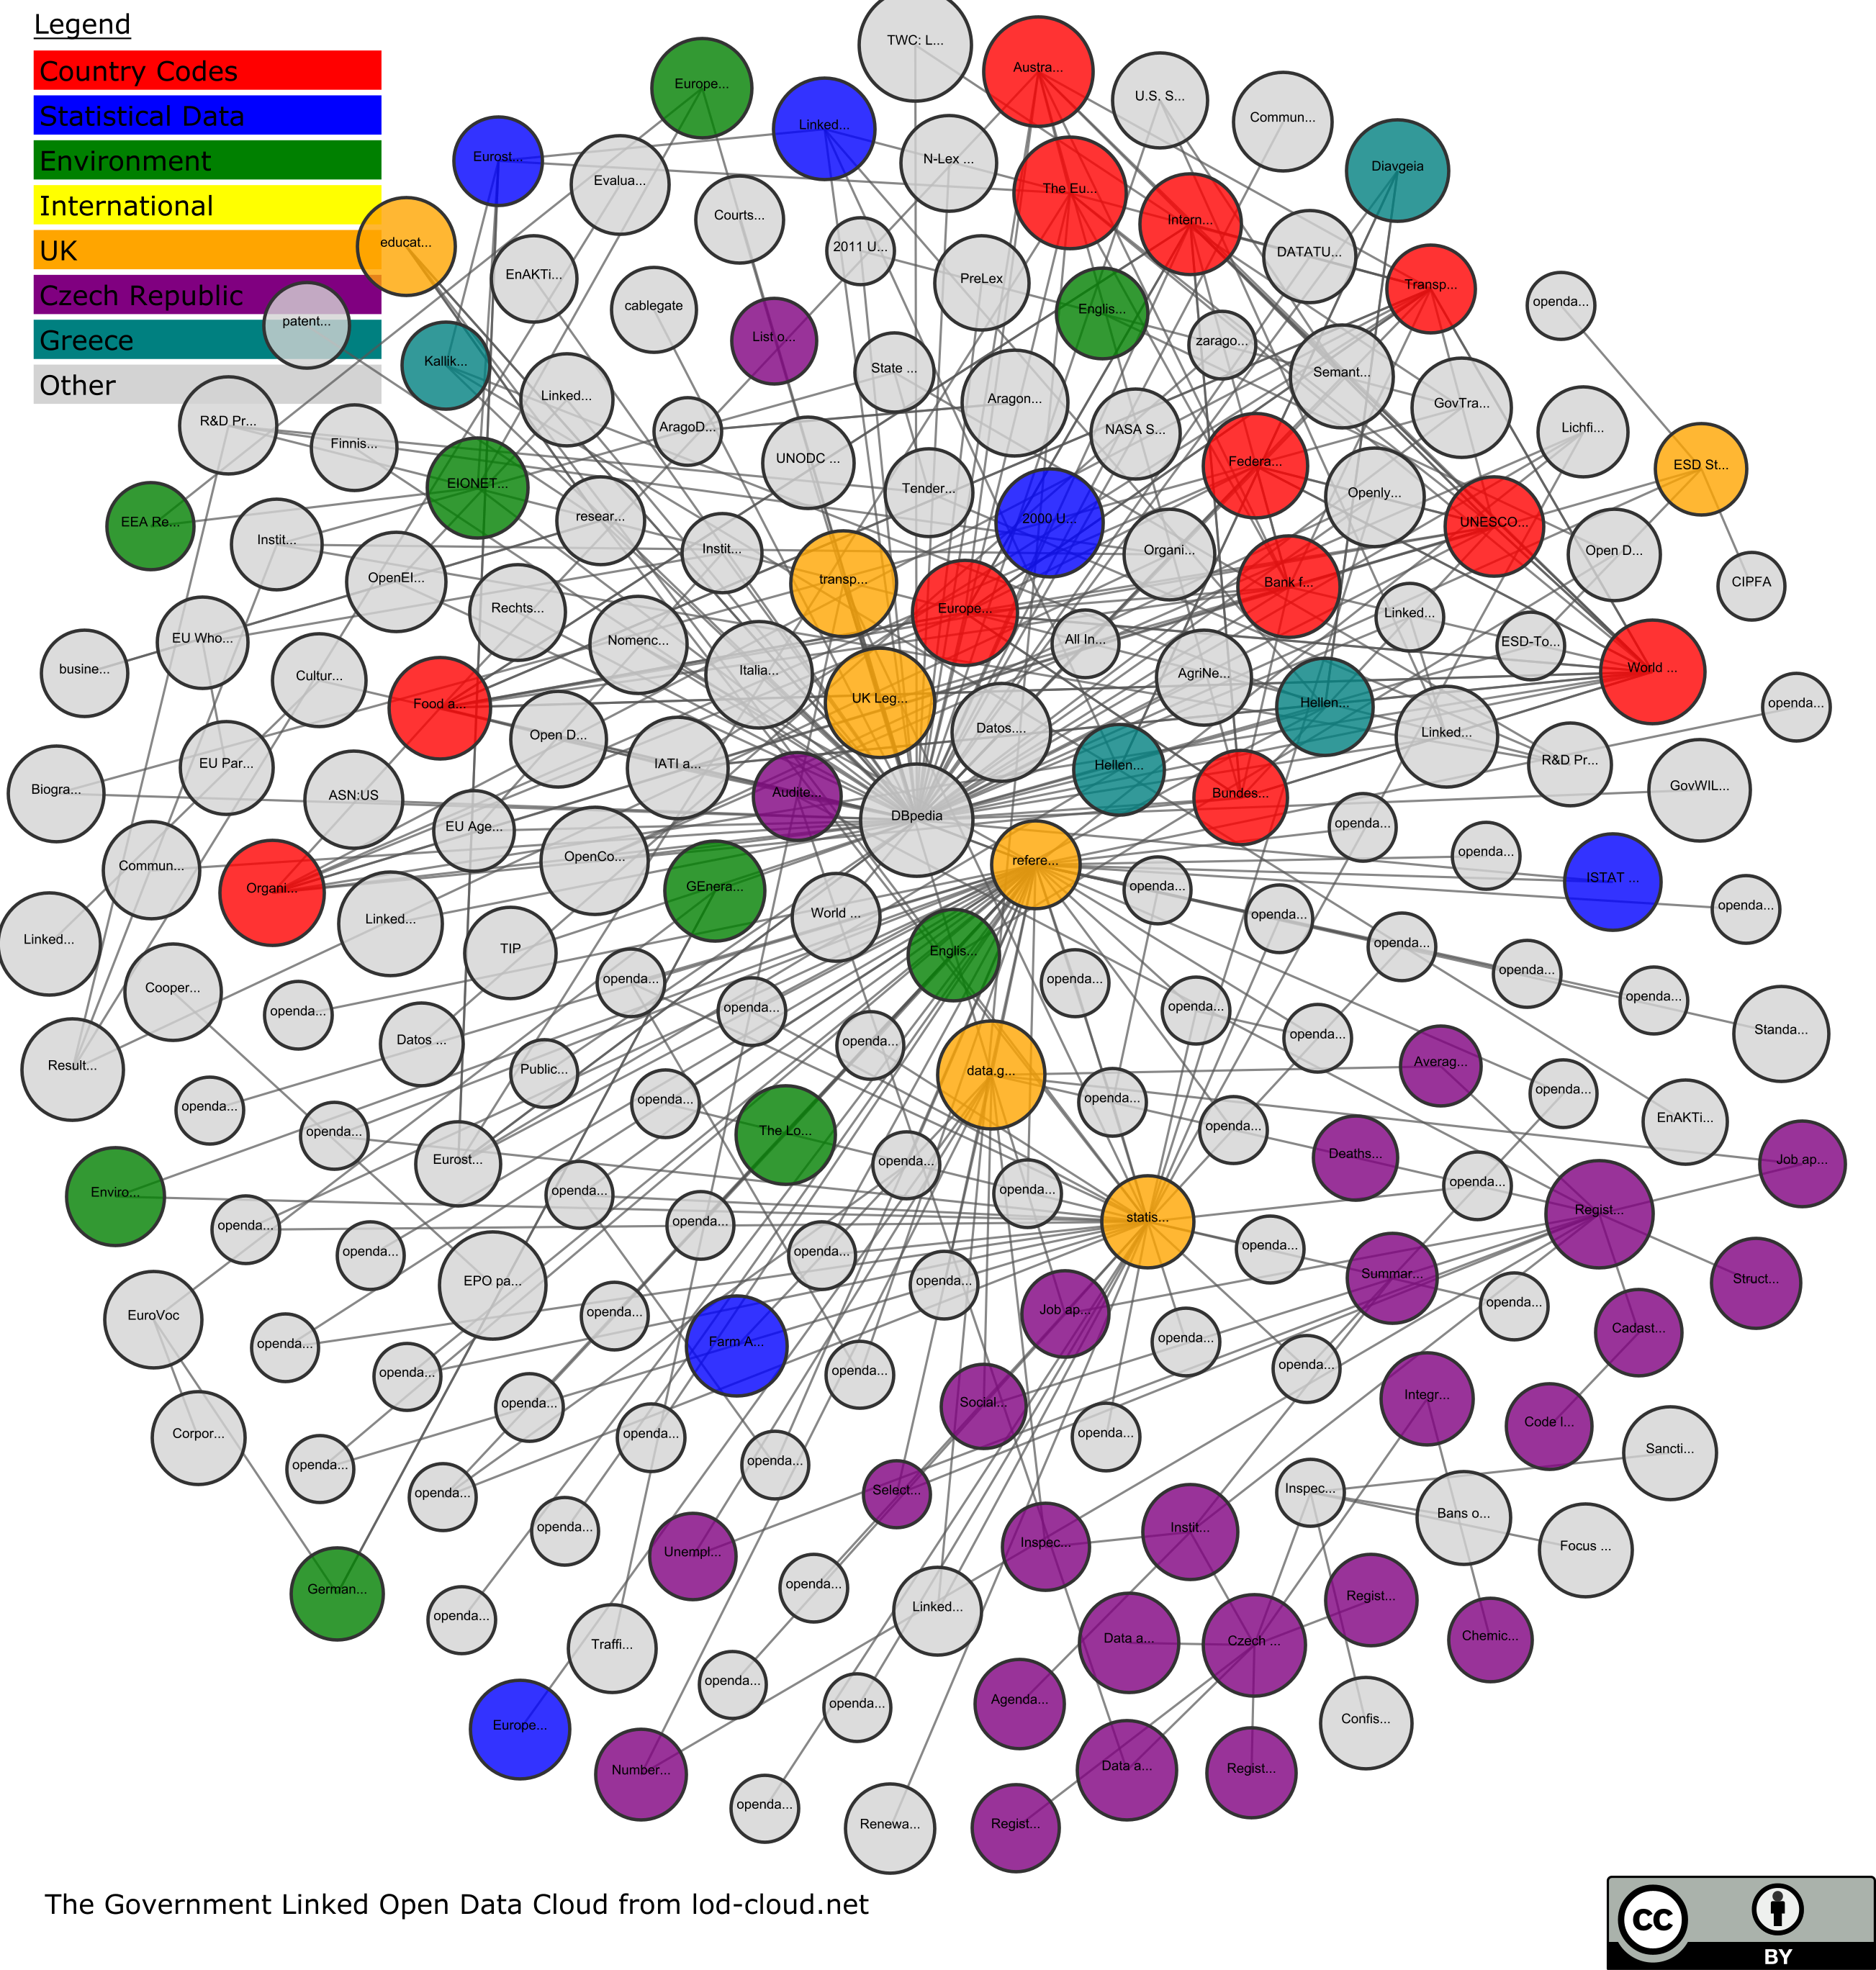 Legend
Country Codes
Statistical Data
Environment
International
UK
Czech Republic
Greece
Other
TWC: L...
Austra...
Europe...
U.S. S...
Commun...
Linked...
Eurost...
N-Lex ...
Diavgeia
Evalua...
The Eu...
Courts...
Intern...
educat...
2011 U...
DATATU...
EnAKTi...
PreLex
Transp...
cablegate
Englis...
openda...
patent...
List o...
zarago...
Kallik...
State ...
Semant...
Linked...
Aragon...
GovTra...
R&D Pr...
AragoD...
NASA S...
Lichfi...
Finnis...
UNODC ...
Federa...
ESD St...
EIONET...
Tender...
Openly...
EEA Re...
resear...
2000 U...
UNESCO...
Instit...
Instit...
Organi...
Open D...
OpenEI...
transp...
Bank f...
CIPFA
Rechts...
Europe...
Linked...
EU Who...
Nomenc...
All In...
ESD-To...
busine...
Cultur...
Italia...
AgriNe...
World ...
Food a...
UK Leg...
Hellen...
openda...
Open D...
Datos....
Linked...
EU Par...
IATI a...
Hellen...
R&D Pr...
Biogra...
ASN:US
Audite...
Bundes...
GovWIL...
EU Age...
DBpedia
openda...
Commun...
OpenCo...
refere...
openda...
Organi...
GEnera...
openda...
ISTAT ...
Linked...
World ...
openda...
openda...
Linked...
TIP
Englis...
openda...
Cooper...
openda...
openda...
openda...
openda...
openda...
openda...
openda...
openda...
Standa...
Result...
Datos ...
openda...
openda...
Public...
data.g...
Averag...
openda...
openda...
openda...
openda...
EnAKTi...
openda...
The Lo...
openda...
Eurost...
openda...
Deaths...
Job ap...
Enviro...
openda...
openda...
openda...
openda...
openda...
statis...
Regist...
openda...
openda...
openda...
EPO pa...
openda...
Summar...
Struct...
EuroVoc
openda...
Job ap...
openda...
openda...
Farm A...
openda...
Cadast...
openda...
openda...
openda...
Integr...
openda...
Social...
Code l...
Corpor...
openda...
openda...
Sancti...
openda...
openda...
Select...
Inspec...
openda...
openda...
Instit...
Bans o...
Unempl...
Inspec...
Focus ...
German...
openda...
Linked...
Regist...
openda...
Traffi...
Data a...
Czech ...
Chemic...
openda...
openda...
Agenda...
Confis...
Europe...
Number...
Data a...
Regist...
openda...
Renewa...
Regist...
The Government Linked Open Data Cloud from lod-cloud.net
CC
BY